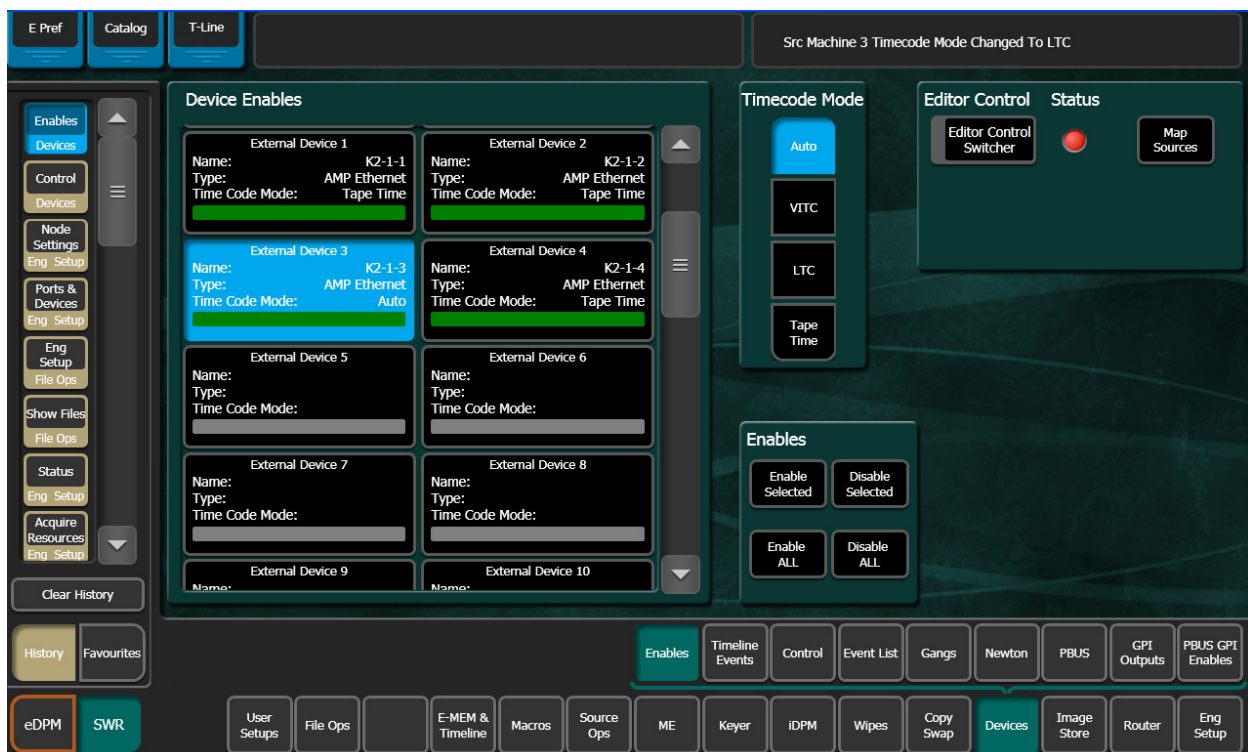 E Pref
Catalog
T-Line
Src Machine 3 Timecode Mode Changed To LTC
Enables
Devices
Control
Devices
Node
Settings
Eng Setup
Ports &
Devices
Eng Setup
Eng
Setup
File Ops
Show Files
File Ops
Status
Eng Setup
Acquire
Resources
Eng Setup
Clear History
History
Favourites
Device Enables
External Device 1
Name: K2-1-1
Type: AMP Ethernet
Time Code Mode: Tape Time
External Device 2
Name: K2-1-2
Type: AMP Ethernet
Time Code Mode: Tape Time
External Device 3
Name: K2-1-3
Type: AMP Ethernet
Time Code Mode: Auto
External Device 4
Name: K2-1-4
Type: AMP Ethernet
Time Code Mode: Tape Time
External Device 5
Name:
Type:
Time Code Mode:
External Device 6
Name:
Type:
Time Code Mode:
External Device 7
Name:
Type:
Time Code Mode:
External Device 8
Name:
Type:
Time Code Mode:
External Device 9
Name:
External Device 10
Name:
Timecode Mode
Auto
VITC
LTC
Tape
Time
Editor Control
Status
Editor Control
Switcher
Map
Sources
Enables
Enable
Selected
Disable
Selected
Enable
ALL
Disable
ALL
Enables
Timeline
Events
Control
Event List
Gangs
Newton
PBUS
GPI
Outputs
PBUS GPI
Enables
eDPM
SWR
User
Setups
File Ops
E-MEM &
Timeline
Macros
Source
Ops
ME
Keyer
iDPM
Wipes
Copy
Swap
Devices
Image
Store
Router
Eng
Setup